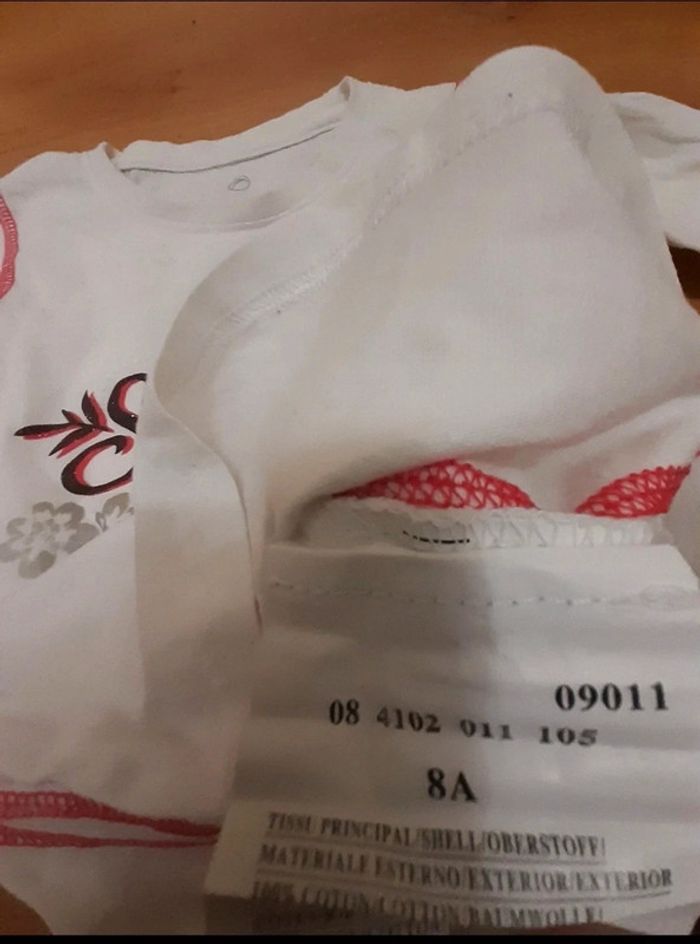 09011
08 4102 011 105
8A
TISSU PRINCIPAL/SHELL/OBERSTOFF/
MATERIALE ESTERNO/EXTERIOR/EXTERIOR
100% COTON/COTTON/BAUMWOLLE/